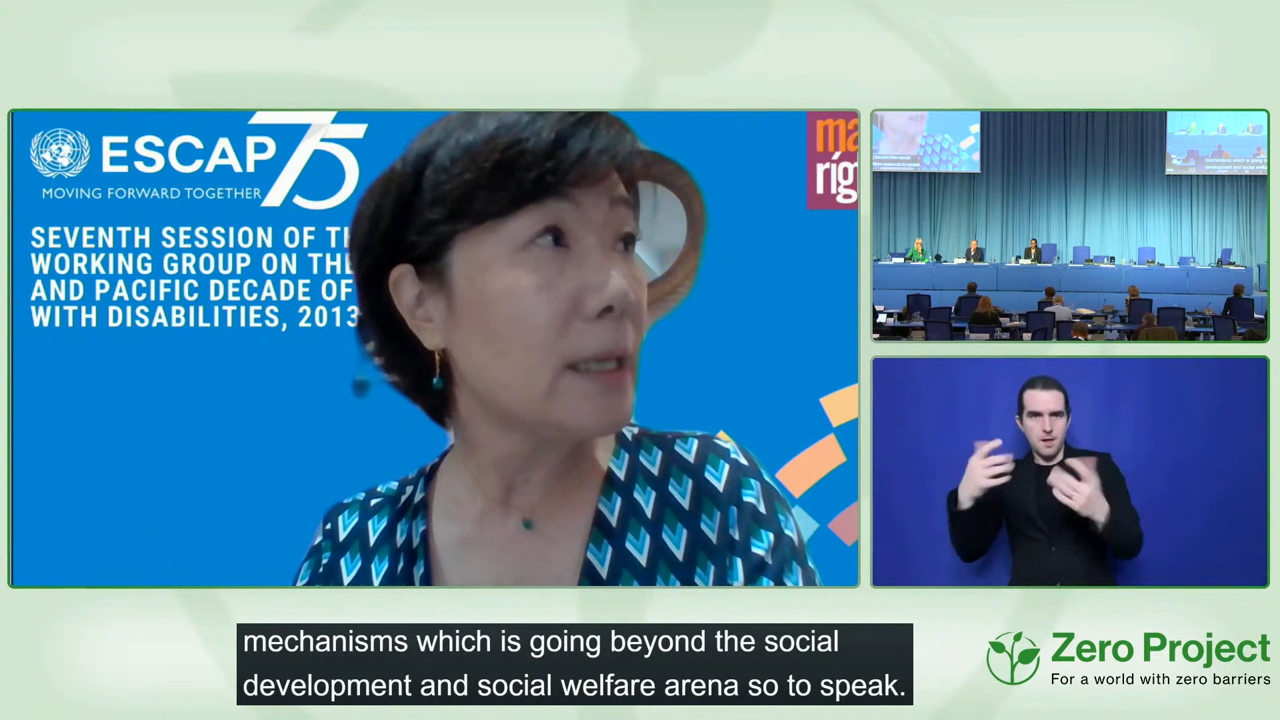 ESCAP 75
MOVING FORWARD TOGETHER
SEVENTH SESSION OF
WORKING GROUP ON
AND PACIFIC DECADE OF
WITH DISABILITIES, 2013
mechanisms which is going beyond the social
development and social welfare arena so to speak.
Zero Project
For a world with zero barriers